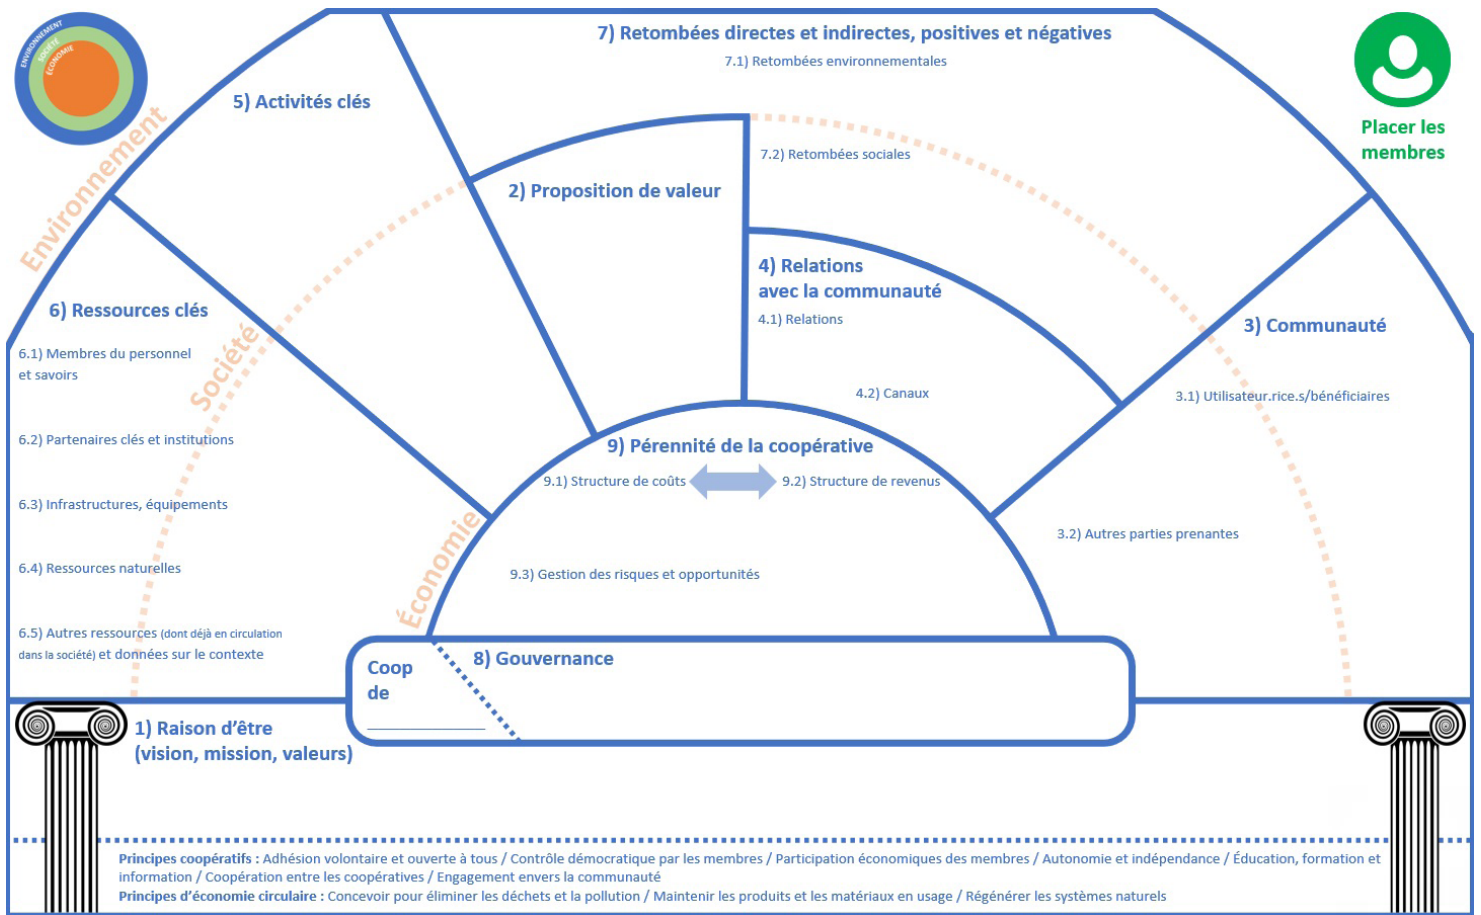 ENVIRONNEMENT
SOCIÉTÉ
ECONOMIE
7) Retombées directes et indirectes, positives et négatives
7.1) Retombées environnementales
Placer les
membres
5) Activités clés
Environnement
7.2) Retombées sociales
2) Proposition de valeur
4) Relations
avec la communauté
4.1) Relations
4.2) Canaux
6) Ressources clés
6.1) Membres du personnel
et savoirs
Société
6.2) Partenaires clés et institutions
6.3) Infrastructures, équipements
6.4) Ressources naturelles
6.5) Autres ressources (dont déjà en circulation
dans la société) et données sur le contexte
3) Communauté
3.1) Utilisateur.rice.s/bénéficiaires
3.2) Autres parties prenantes
9) Pérennité de la coopérative
9.1) Structure de coûts
9.2) Structure de revenus
Économie
9.3) Gestion des risques et opportunités
Coop
de
8) Gouvernance
1) Raison d’être
(vision, mission, valeurs)
Principes coopératifs : Adhésion volontaire et ouverte à tous / Contrôle démocratique par les membres / Participation économiques des membres / Autonomie et indépendance / Éducation, formation et
information / Coopération entre les coopératives / Engagement envers la communauté
Principes d’économie circulaire : Concevoir pour éliminer les déchets et la pollution / Maintenir les produits et les matériaux en usage / Régénérer les systèmes naturels